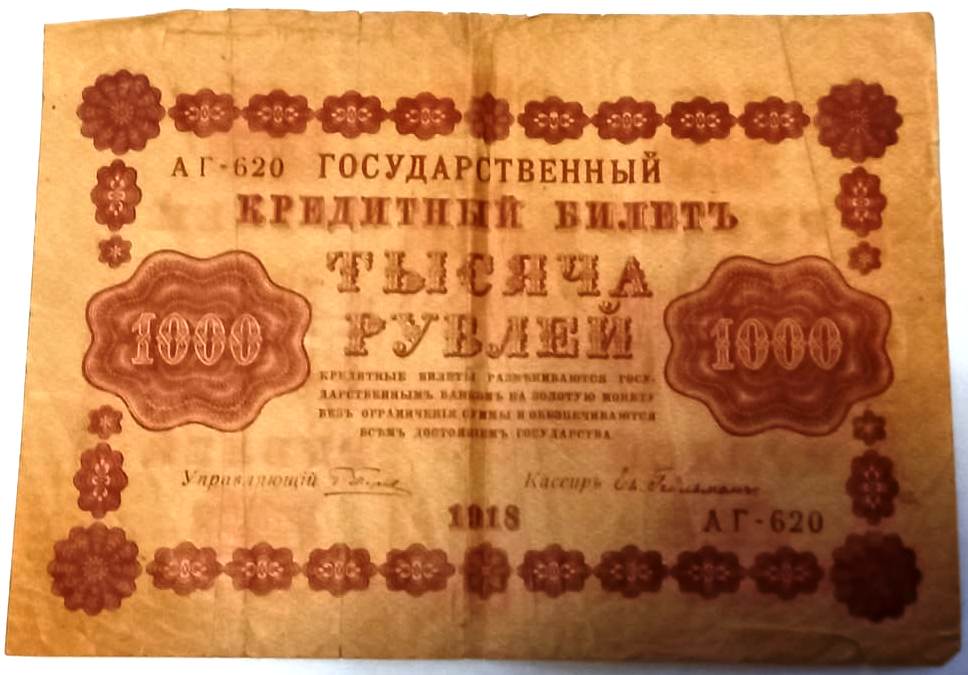 АГ-620 ГОСУДАРСТВЕННЫЙ
КРЕДИТНЫЙ БИЛЕТЪ
ТЫСЯЧА
РУБЛЕЙ
1000 1000
КРЕДИТНЫЕ БИЛЕТЫ РАЗМѢНИВАЮТСЯ ГОСУ-
ДАРСТВЕННЫМЪ БАНКОМЪ НА ЗОЛОТУЮ МОНЕТУ
БЕЗЪ ОГРАНИЧЕНІЯ СУММЫ И ОБЕЗПЕЧИВАЮТСЯ
ВСѢМЪ ДОСТОЯНІЕМЪ ГОСУДАРСТВА
Управляющій Кассиръ
1918 АГ-620